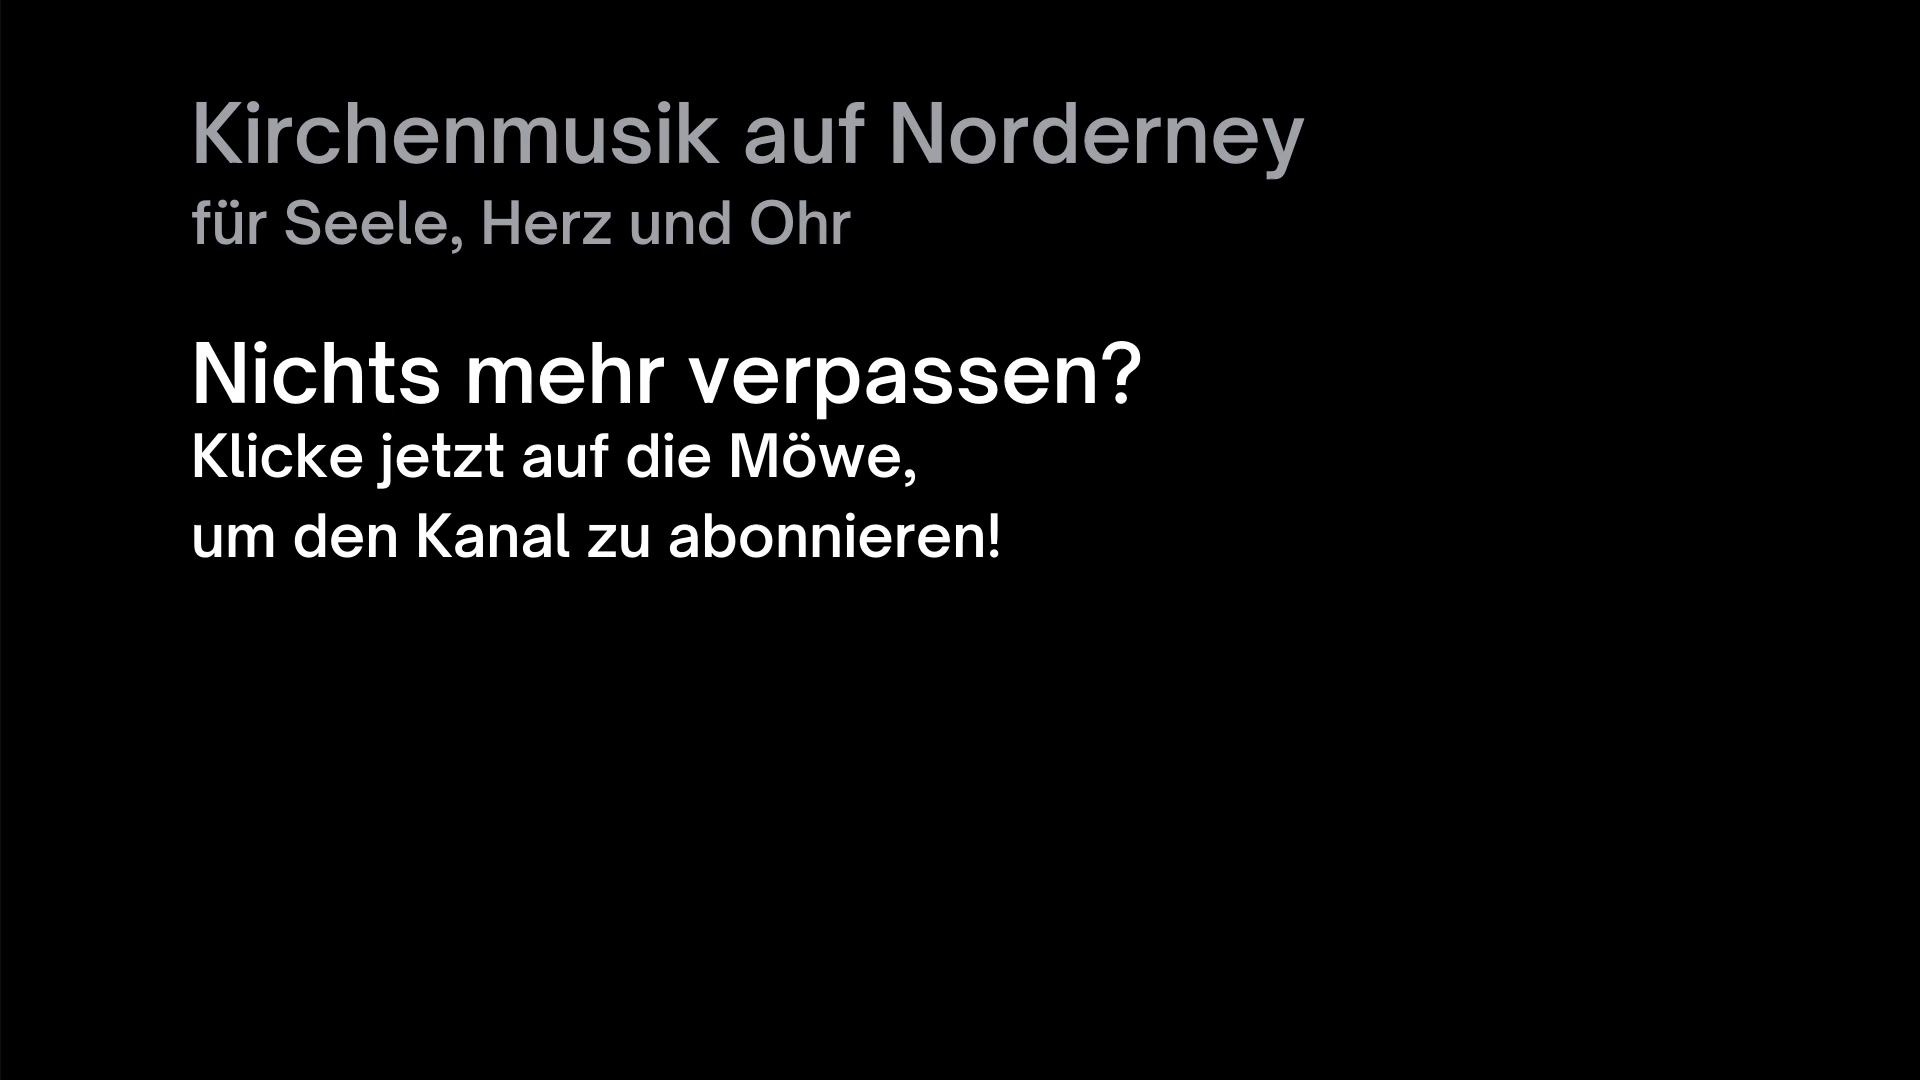 Kirchenmusik auf Norderney
für Seele, Herz und Ohr
Nichts mehr verpassen?
Klicke jetzt auf die Möwe,
um den Kanal zu abonnieren!